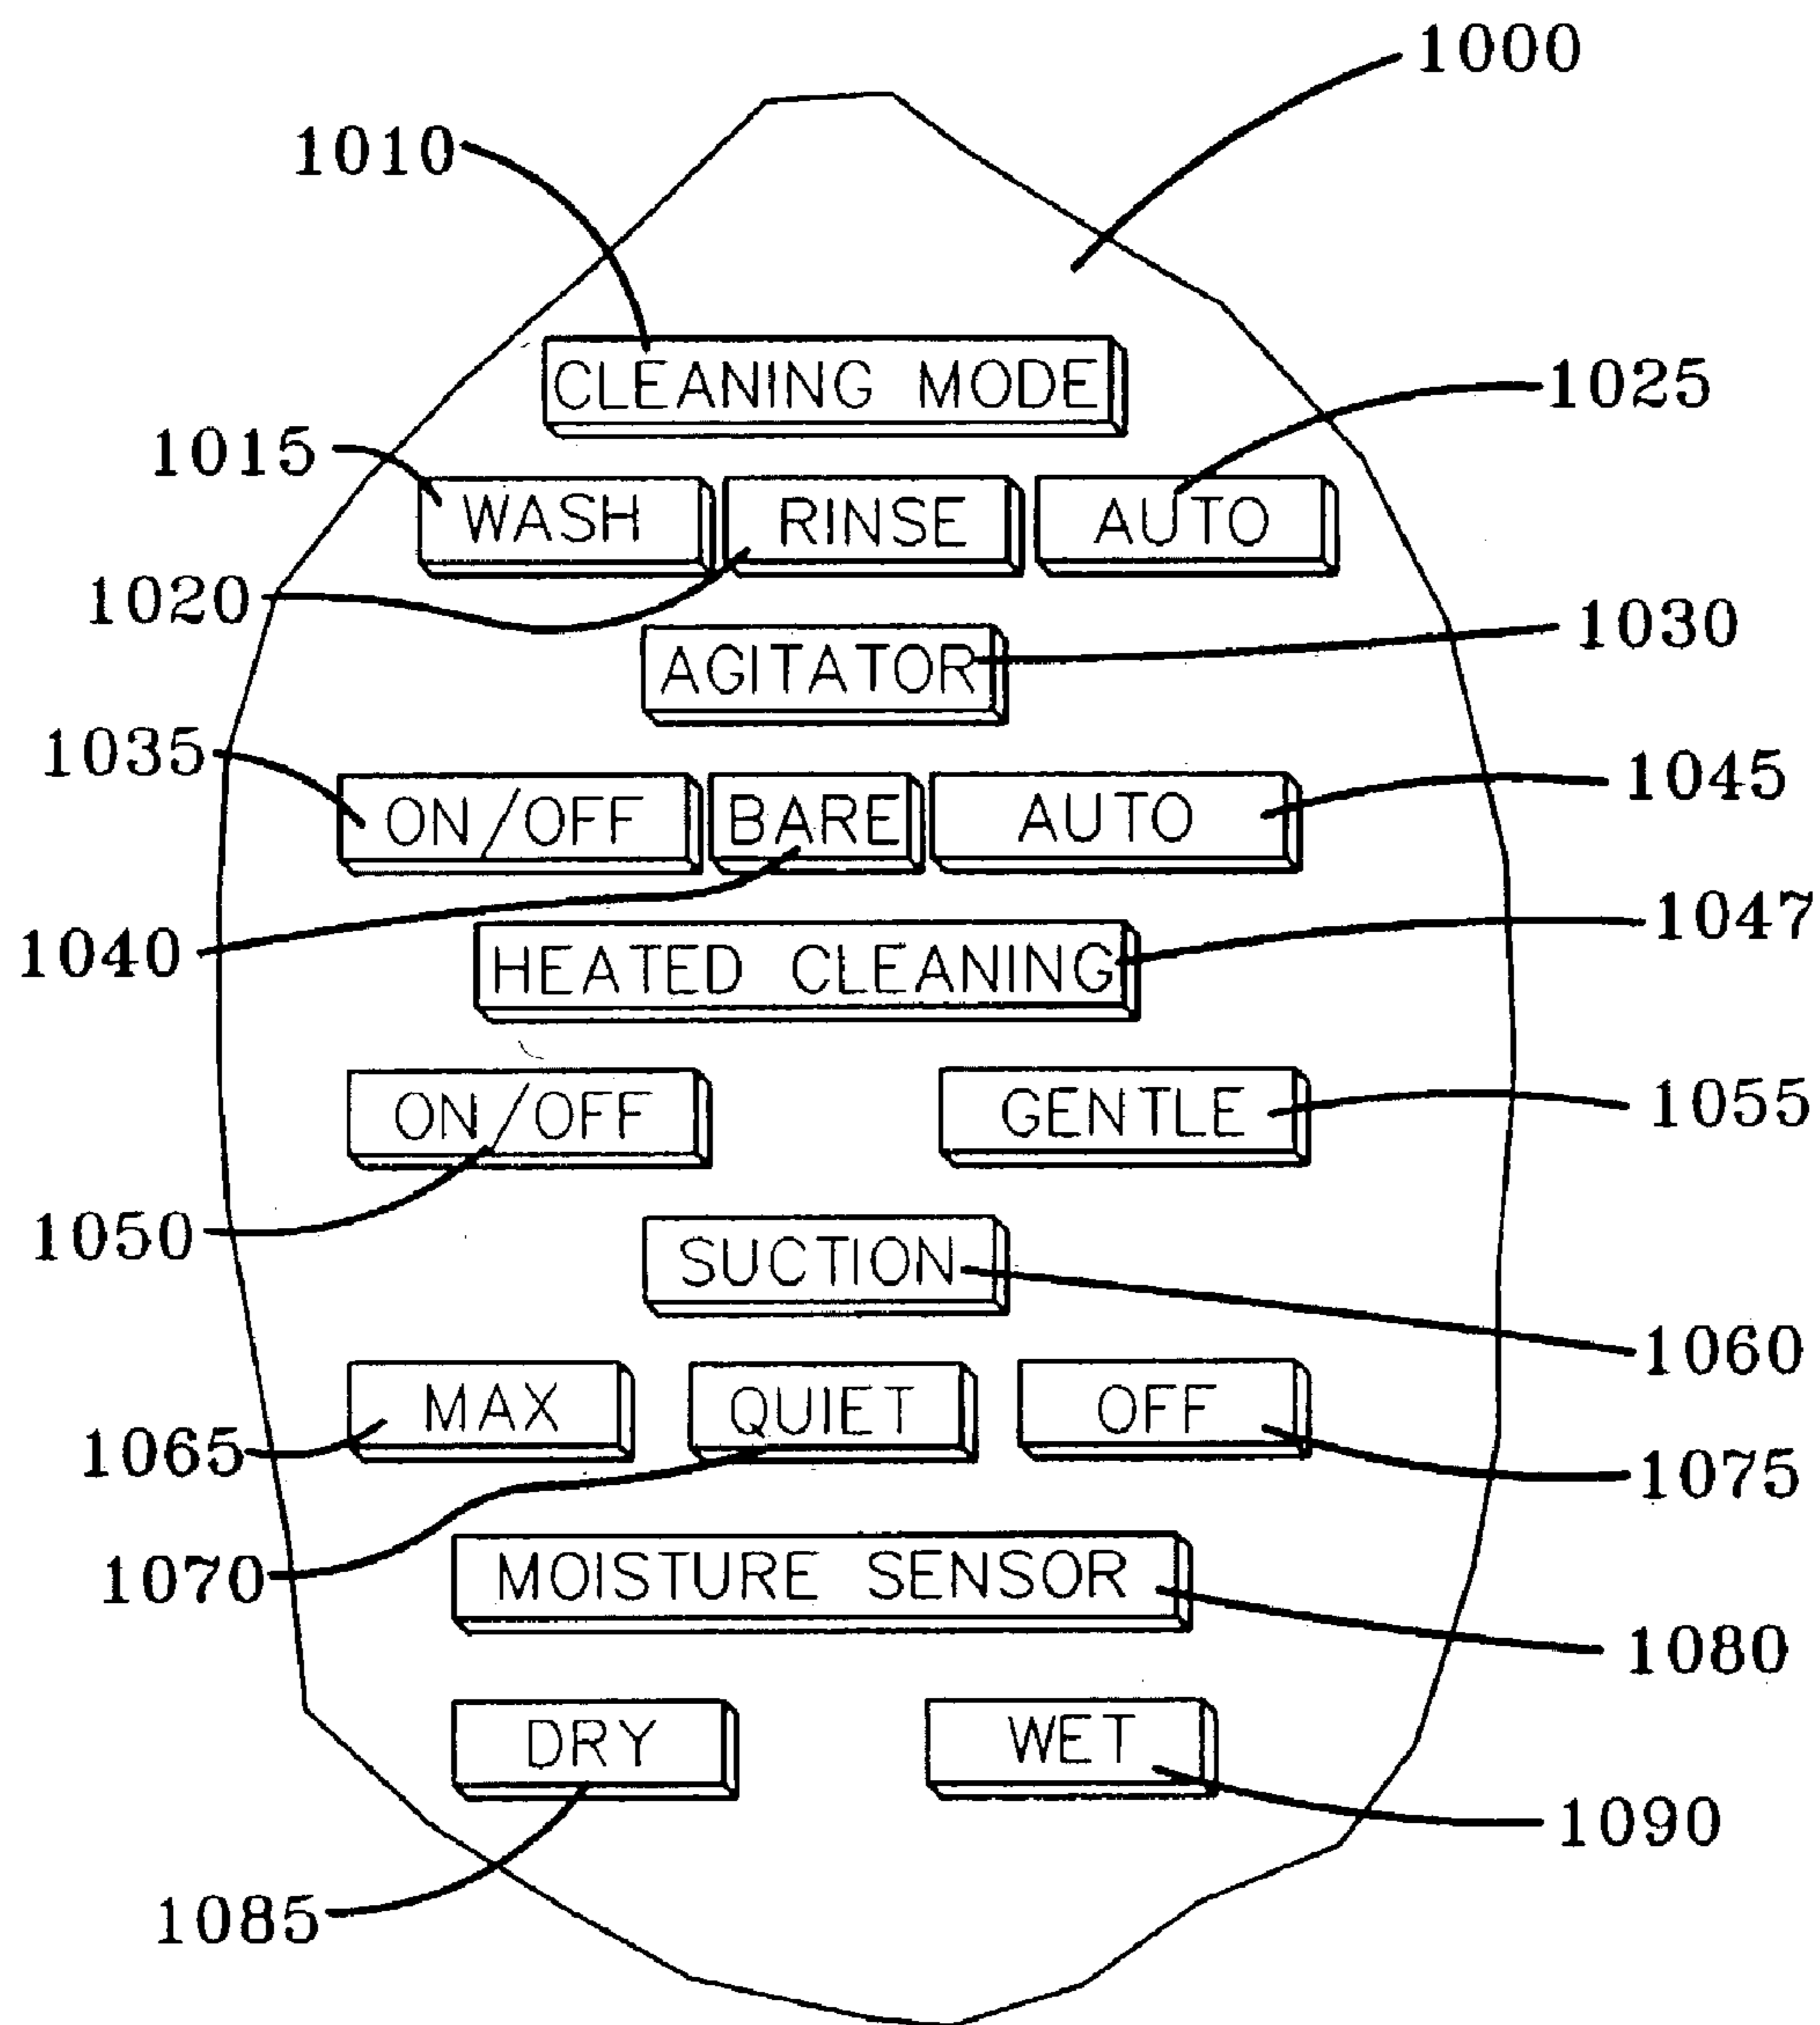 1000
1010
CLEANING MODE
1025
1015
WASH RINSE AUTO
1020
1030
AGITATOR
1035
ON/OFF BARE AUTO
1045
1040
1047
HEATED CLEANING
ON/OFF GENTLE
1055
1050
SUCTION
1060
MAX QUIET OFF
1065
1075
1070
MOISTURE SENSOR
1080
DRY WET
1090
1085